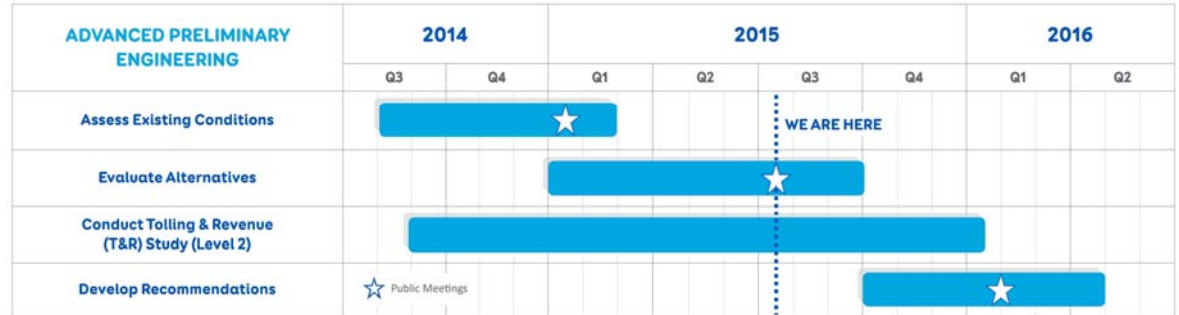 ADVANCED PRELIMINARY
ENGINEERING
2014
2015
2016
Q3
Q4
Q1
Q2
Q3
Q4
Q1
Q2
Assess Existing Conditions
WE ARE HERE
Evaluate Alternatives
Conduct Tolling & Revenue
(T&R) Study (Level 2)
Develop Recommendations
Public Meetings